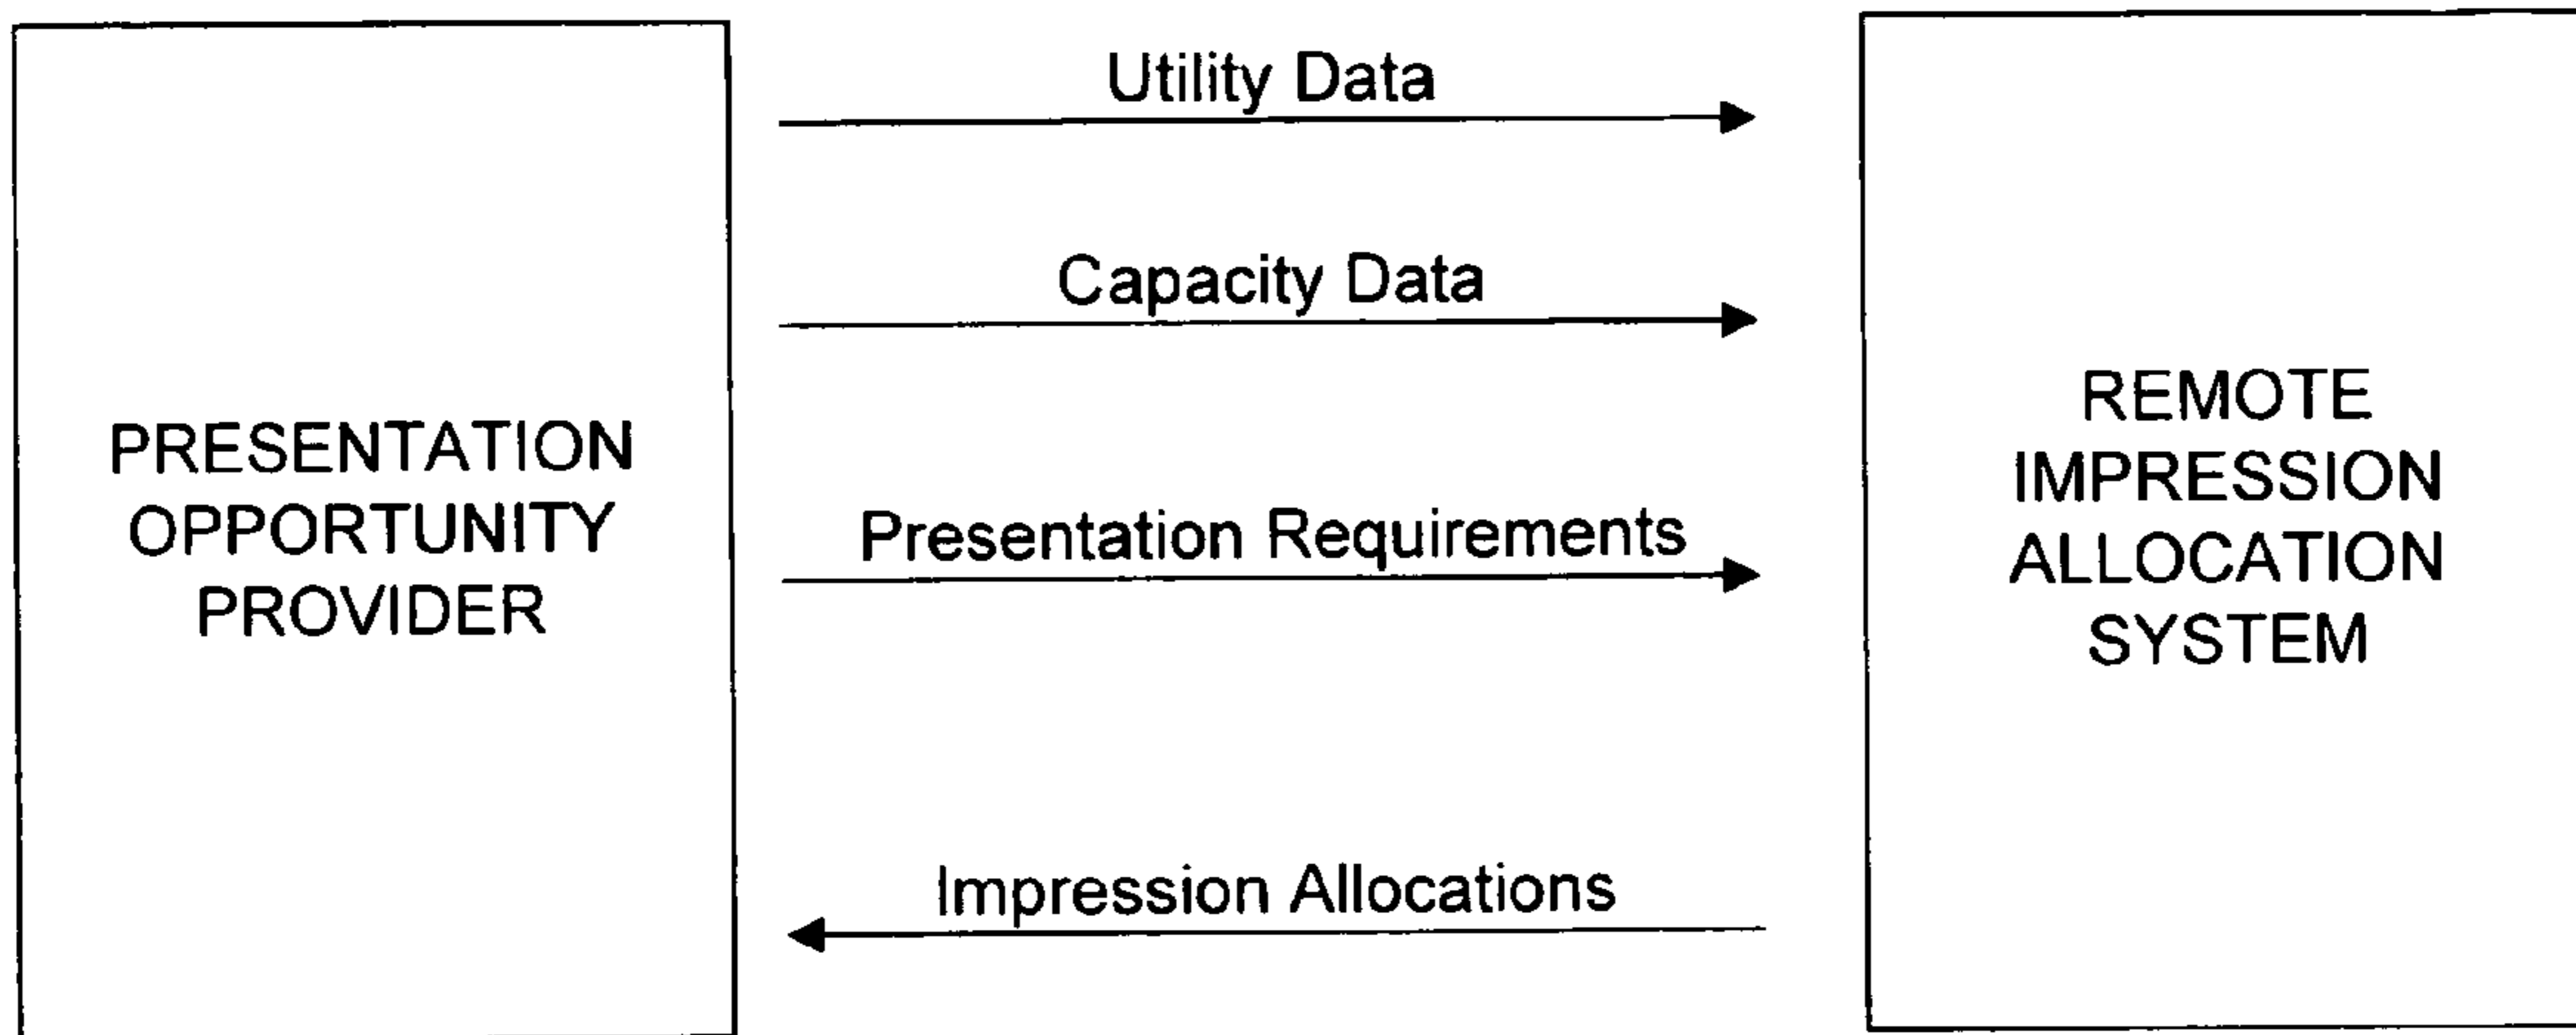 Utility Data
Capacity Data
Presentation Requirements
Impression Allocations
PRESENTATION
OPPORTUNITY
PROVIDER
REMOTE
IMPRESSION
ALLOCATION
SYSTEM